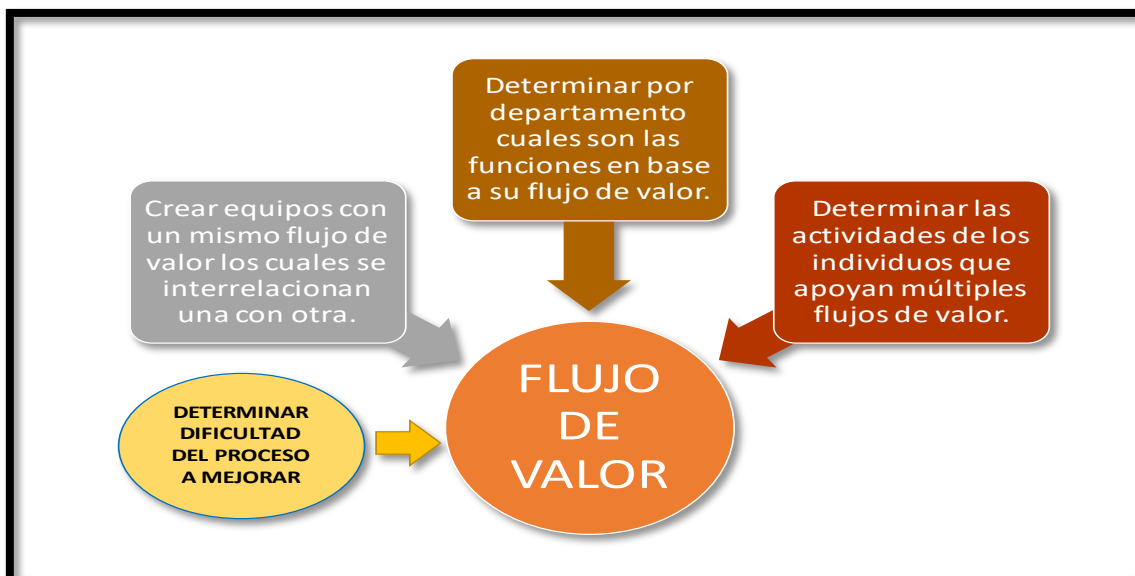 Determinar por
departamento
cuales son las
funciones en base
a su flujo de valor.
Crear equipos con
un mismo flujo de
valor los cuales se
interrelacionan
una con otra.
Determinar las
actividades de los
individuos que
apoyan múltiples
flujos de valor.
DETERMINAR
DIFICULTAD
DEL PROCESO
A MEJORAR
FLUJO
DE
VALOR